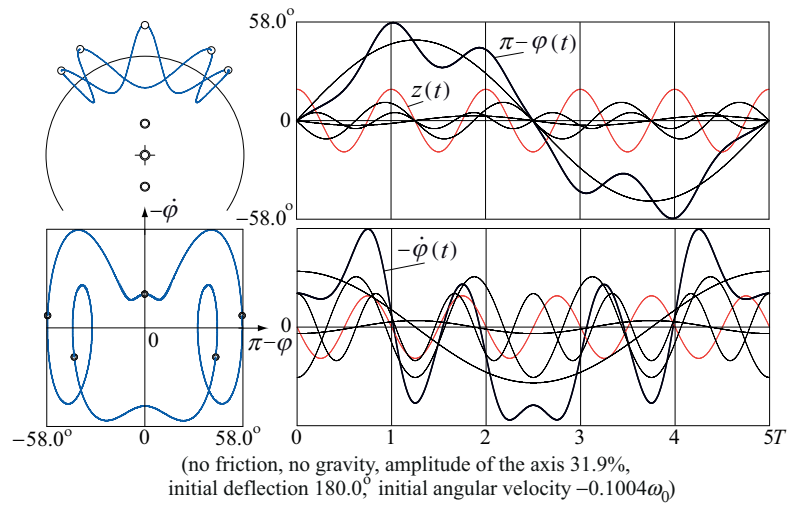 58.0°
π−φ(t)
z(t)
0
−58.0°
−φ̇
0
π−φ
−58.0° 0 58.0°
−φ̇(t)
0
0 1 2 3 4 5T
(no friction, no gravity, amplitude of the axis 31.9%,
initial deflection 180.0,° initial angular velocity −0.1004ω₀)